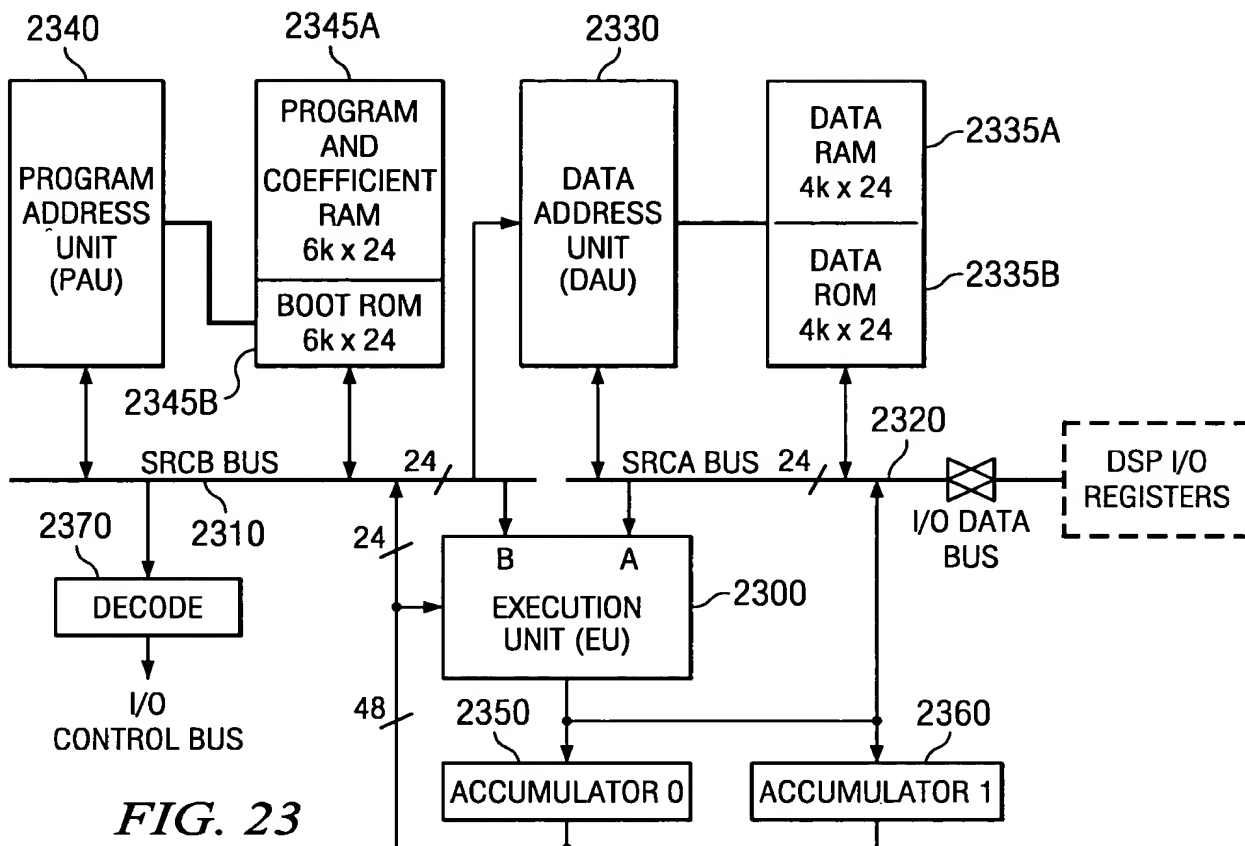 2340
2345A
2330
PROGRAM
ADDRESS
UNIT
(PAU)
PROGRAM
AND
COEFFICIENT
RAM
6k x 24
BOOT ROM
6k x 24
DATA
ADDRESS
UNIT
(DAU)
DATA
RAM
4k x 24
DATA
ROM
4k x 24
2335A
2335B
2345B
2320
SRCB BUS
24
SRCA BUS
24
DSP I/O
REGISTERS
I/O DATA
BUS
2370
2310
24
B
A
DECODE
EXECUTION
UNIT (EU)
2300
I/O
CONTROL BUS
48
2350
2360
ACCUMULATOR 0
ACCUMULATOR 1
FIG. 23